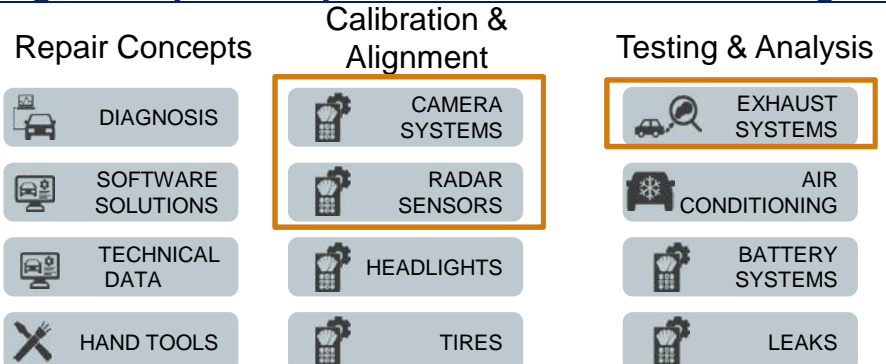 Repair Concepts
DIAGNOSIS
SOFTWARE
SOLUTIONS
TECHNICAL
DATA
HAND TOOLS
Calibration &
Alignment
CAMERA
SYSTEMS
RADAR
SENSORS
HEADLIGHTS
TIRES
Testing & Analysis
EXHAUST
SYSTEMS
AIR
CONDITIONING
BATTERY
SYSTEMS
LEAKS